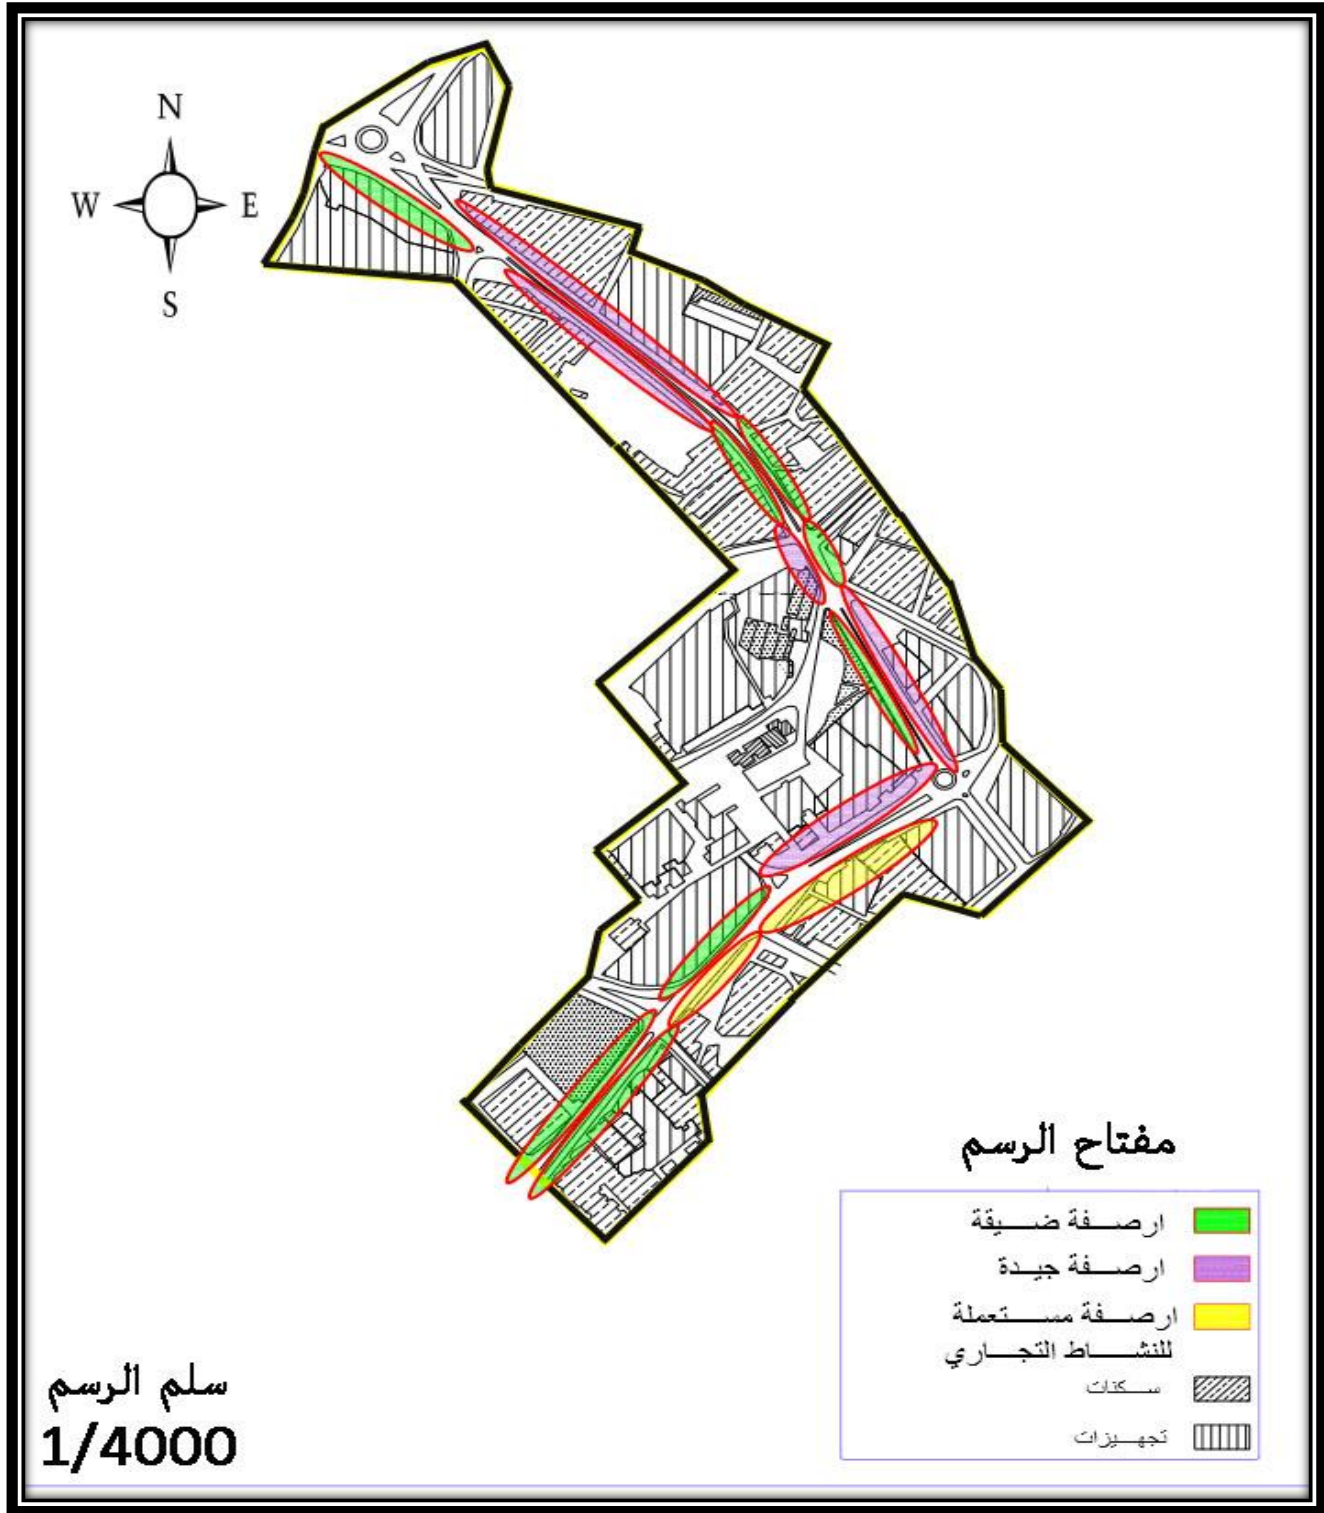 N
W E
S
مفتاح الرسم
ارصفة ضيقة
ارصفة جيدة
ارصفة مستعملة
للنشاط التجاري
سكنات
تجهيزات
سلم الرسم
1/4000